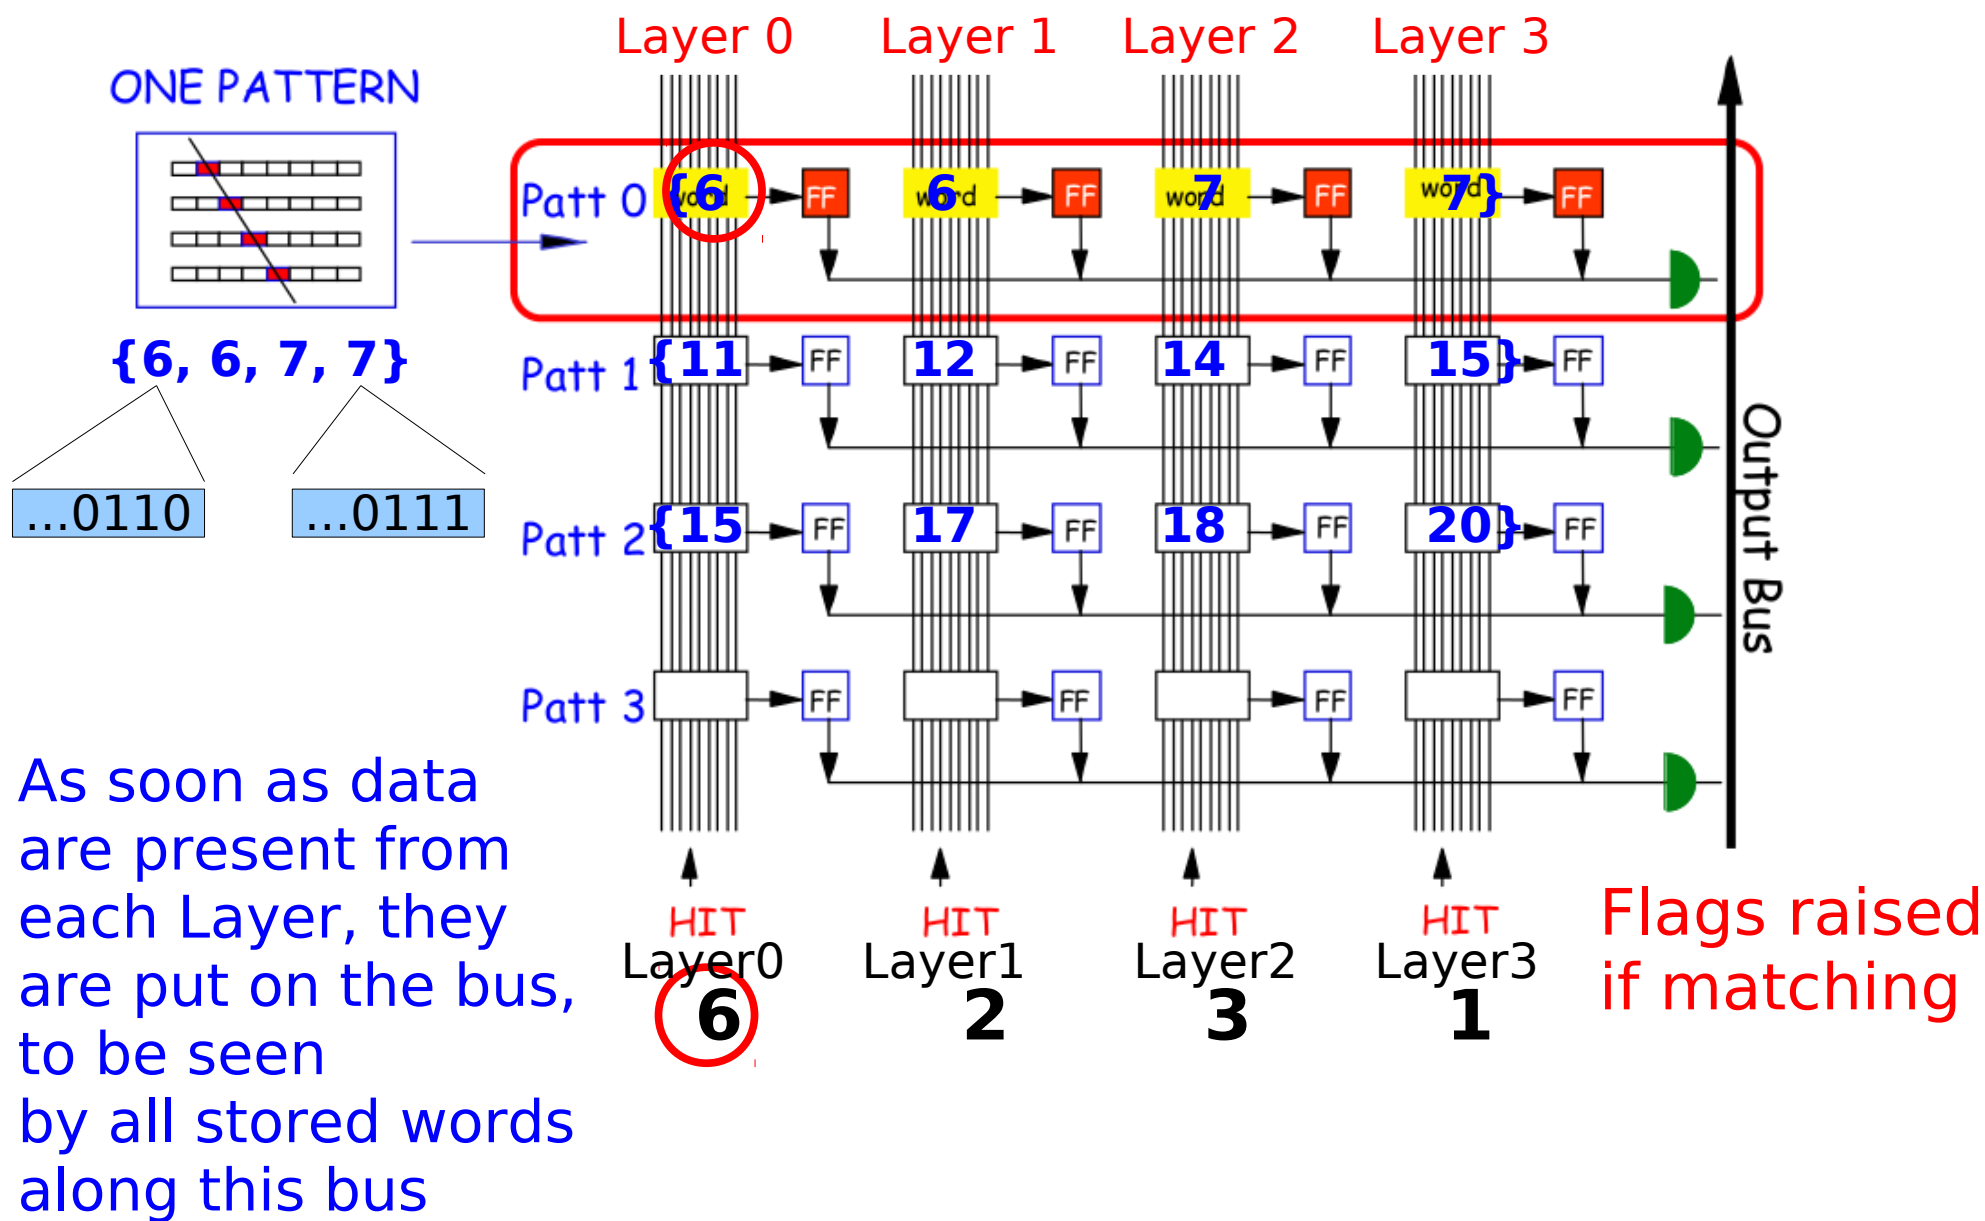 Layer 0 Layer 1 Layer 2 Layer 3
ONE PATTERN
Patt 0 word {6 FF word 6 FF word 7 FF word 7} FF
{6, 6, 7, 7}
Patt 1 {11 FF 12 FF 14 FF 15} FF
...0110 ...0111
Patt 2 {15 FF 17 FF 18 FF 20} FF
Output Bus
Patt 3 FF FF FF FF
As soon as data
are present from
each Layer, they
are put on the bus,
to be seen
by all stored words
along this bus
HIT HIT HIT HIT
Layer0 Layer1 Layer2 Layer3
6 2 3 1
Flags raised
if matching